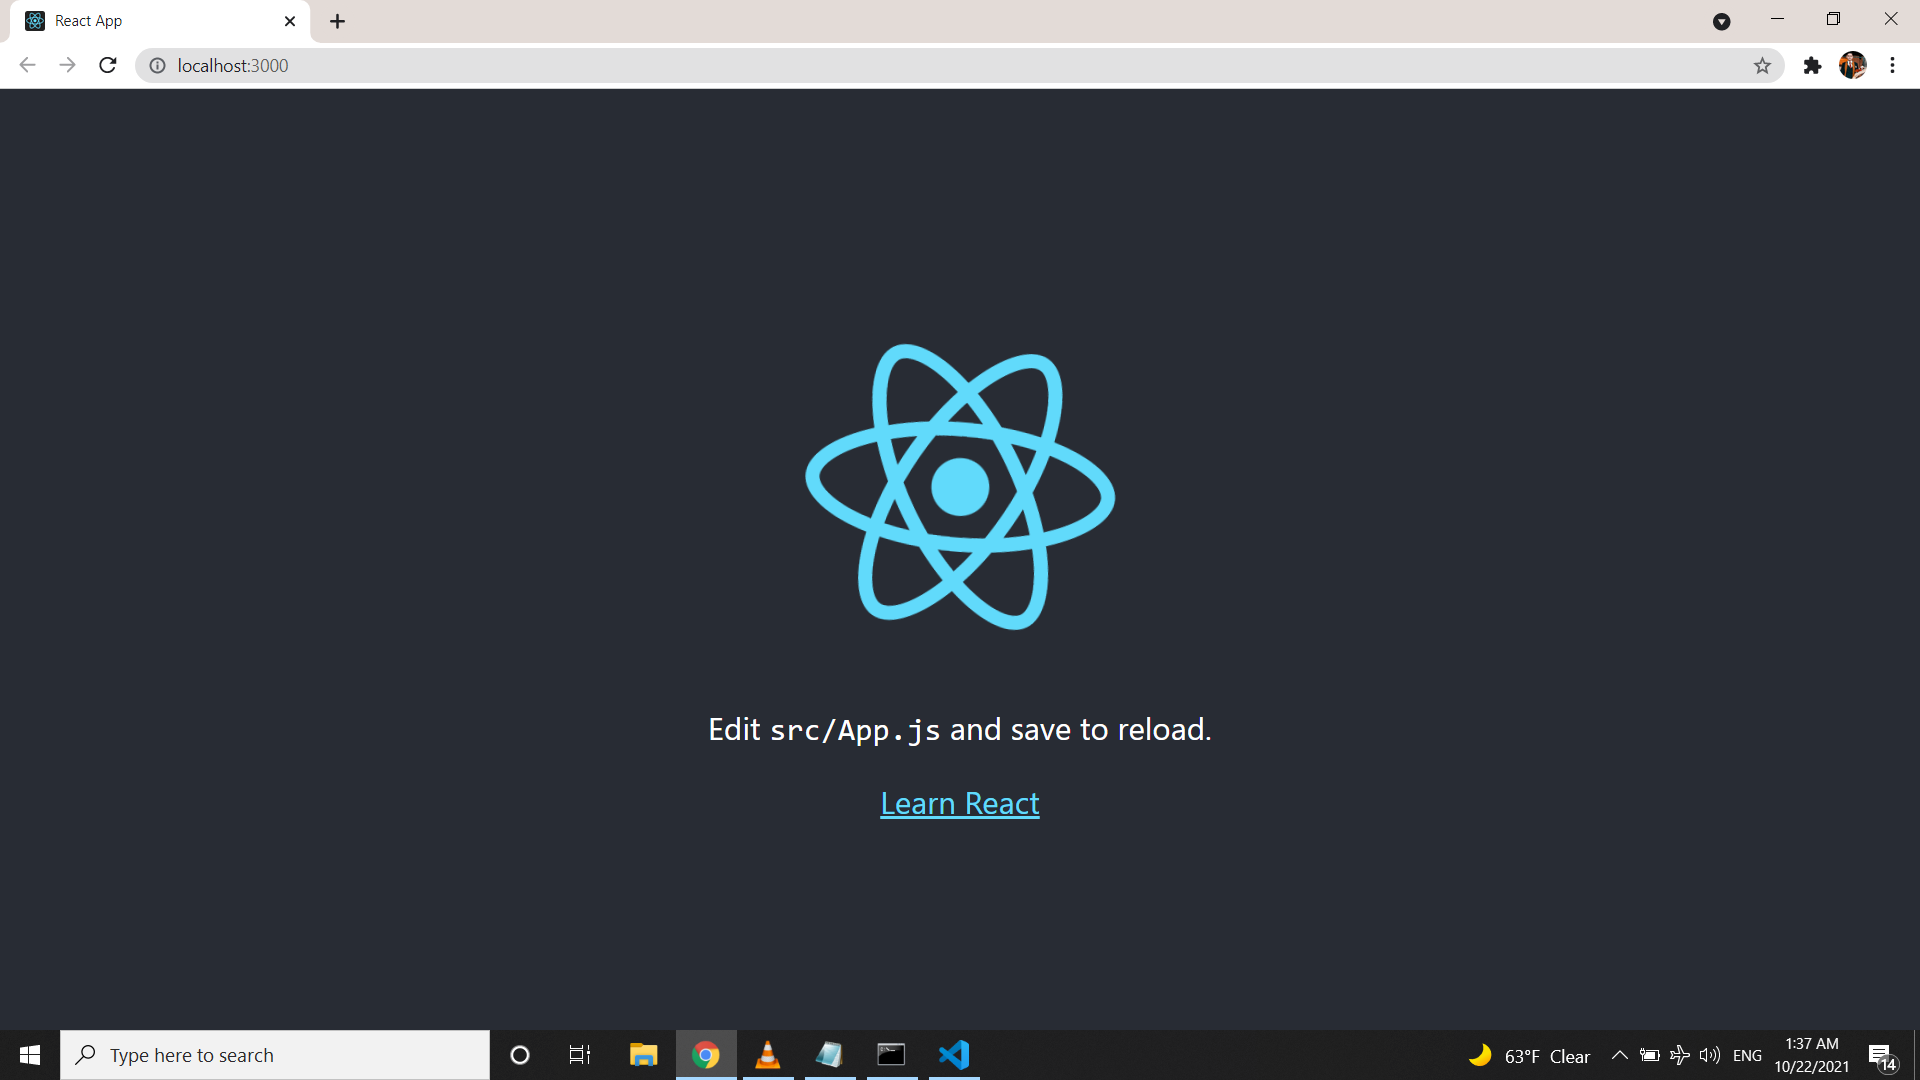 React App
localhost:3000
Edit src/App.js and save to reload.
Learn React
Type here to search
63°F Clear
ENG
1:37 AM
10/22/2021
14